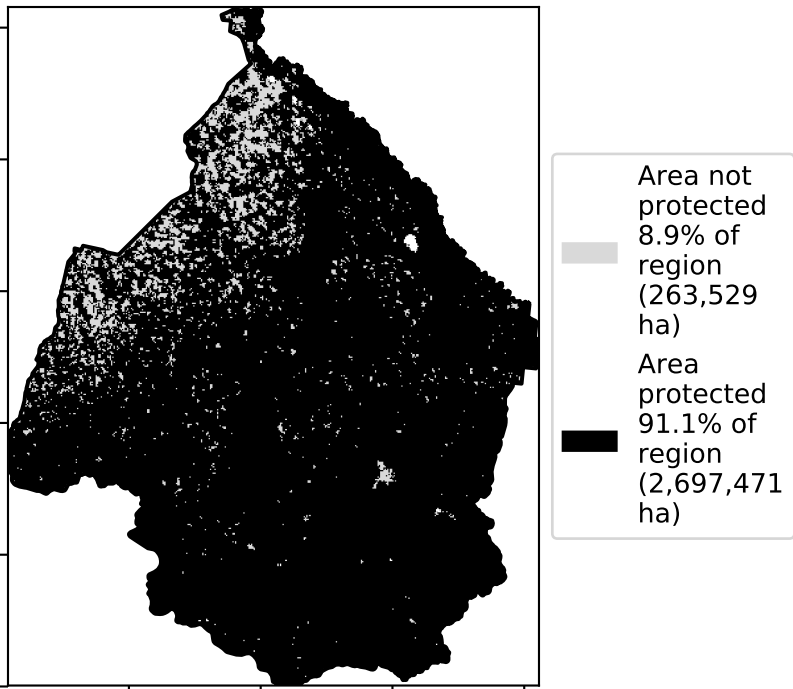 Area not
protected
8.9% of
region
(263,529
ha)
Area
protected
91.1% of
region
(2,697,471
ha)